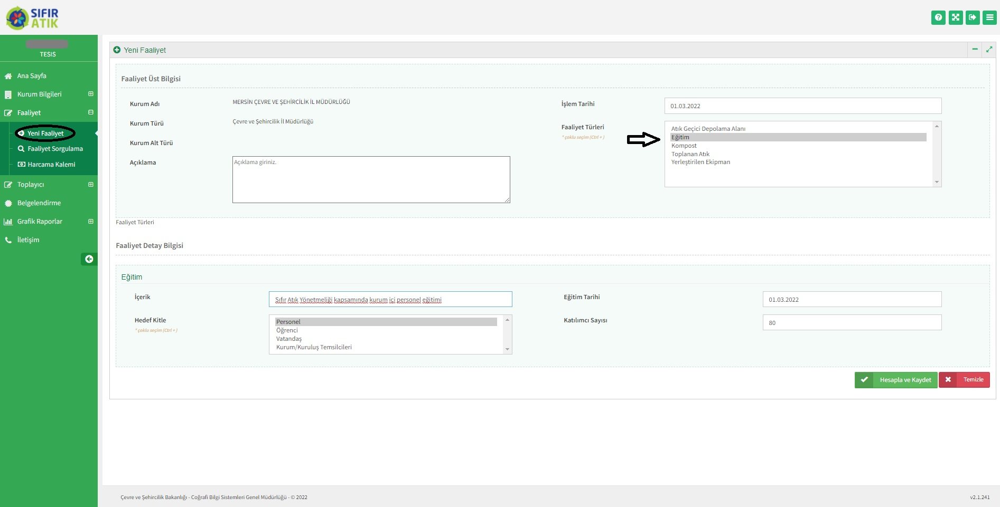 SIFIR
ATIK
TESIS
Ana Sayfa
Kurum Bilgileri
Faaliyet
Yeni Faaliyet
Faaliyet Sorgulama
Harcama Kalemi
Toplayıcı
Belgelendirme
Grafik Raporlar
İletişim
Yeni Faaliyet
Faaliyet Üst Bilgisi
Kurum Adı
MERSİN ÇEVRE VE ŞEHİRCİLİK İL MÜDÜRLÜĞÜ
Kurum Türü
Çevre ve Şehircilik İl Müdürlüğü
Kurum Alt Türü
Açıklama
Açıklama giriniz.
İşlem Tarihi
01.03.2022
Faaliyet Türleri
* çoklu seçim (Ctrl + )
Atık Geçici Depolama Alanı
Eğitim
Kompost
Toplanan Atık
Yerleştirilen Ekipman
Faaliyet Türleri
Faaliyet Detay Bilgisi
Eğitim
İçerik
Sıfır Atık Yönetmeliği kapsamında kurum içi personel eğitimi
Hedef Kitle
* çoklu seçim (Ctrl + )
Personel
Öğrenci
Vatandaş
Kurum/Kuruluş Temsilcileri
Eğitim Tarihi
01.03.2022
Katılımcı Sayısı
80
Hesapla ve Kaydet
Temizle
Çevre ve Şehircilik Bakanlığı - Coğrafi Bilgi Sistemleri Genel Müdürlüğü - © 2022
v2.1.241